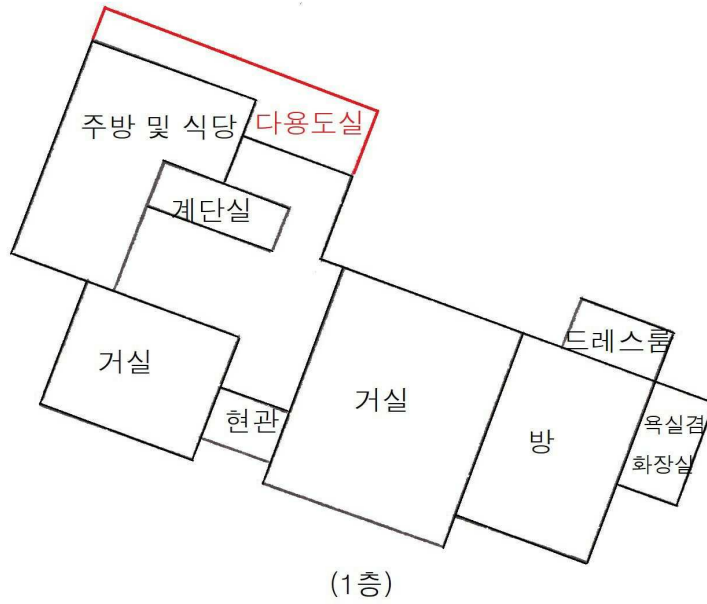 주방 및 식당
다용도실
계단실
거실
현관
거실
방
드레스룸
욕실겸
화장실
(1층)